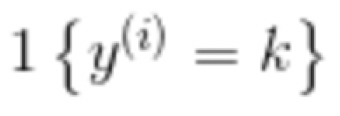 1 {y⁽ⁱ⁾ = k}